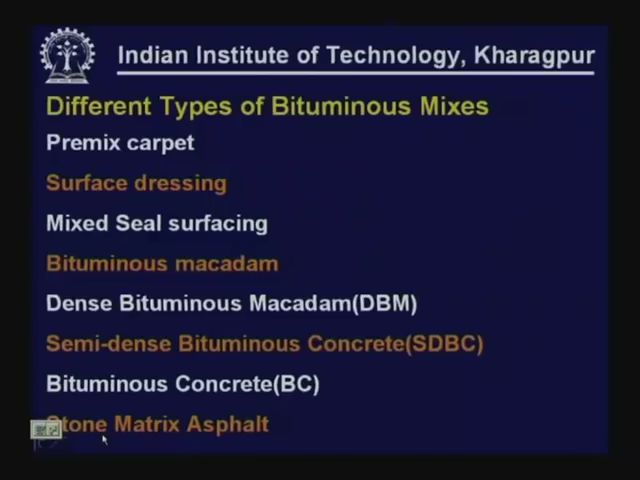 Indian Institute of Technology, Kharagpur
Different Types of Bituminous Mixes
Premix carpet
Surface dressing
Mixed Seal surfacing
Bituminous macadam
Dense Bituminous Macadam(DBM)
Semi-dense Bituminous Concrete(SDBC)
Bituminous Concrete(BC)
Stone Matrix Asphalt